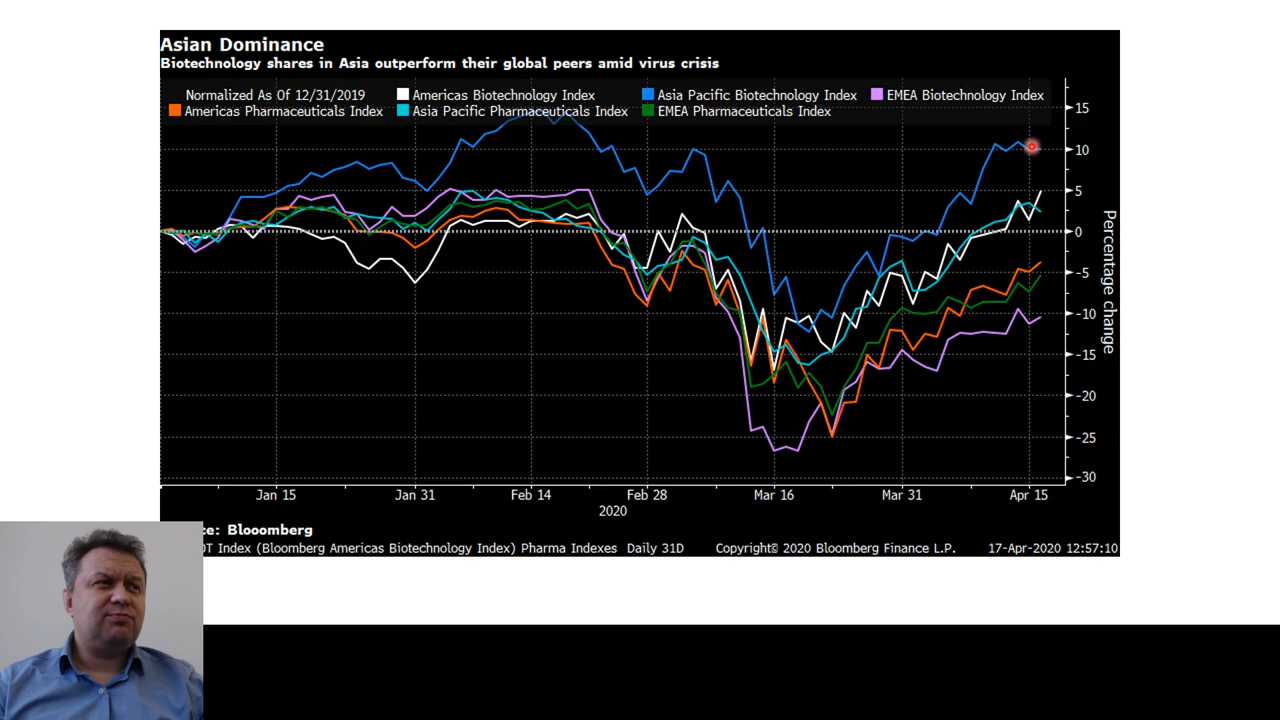 Asian Dominance
Biotechnology shares in Asia outperform their global peers amid virus crisis
Normalized As Of 12/31/2019 Americas Biotechnology Index Asia Pacific Biotechnology Index EMEA Biotechnology Index
Americas Pharmaceuticals Index Asia Pacific Pharmaceuticals Index EMEA Pharmaceuticals Index
15
10
5
0
-5
-10
-15
-20
-25
-30
Percentage change
Jan 15 Jan 31 Feb 14 Feb 28 Mar 16 Mar 31 Apr 15
2020
ce: Blooomberg
OT Index (Bloomberg Americas Biotechnology Index) Pharma Indexes Daily 31D Copyright© 2020 Bloomberg Finance L.P. 17-Apr-2020 12:57:10